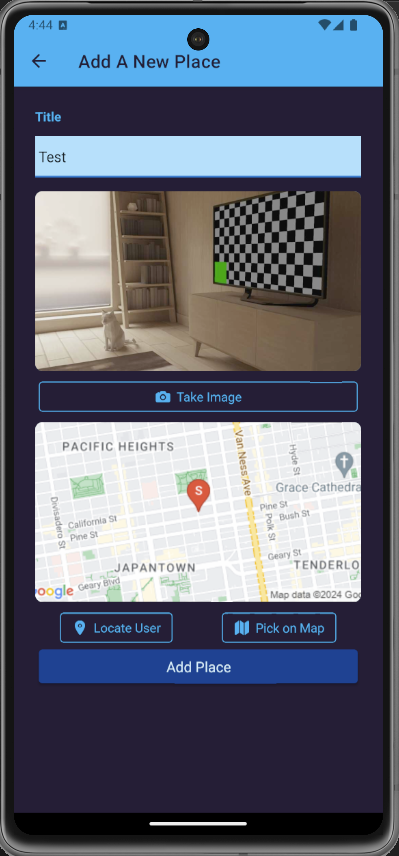 4:44
Add A New Place
Title
Test
Take Image
PACIFIC HEIGHTS
Van Ness Ave
Hyde St
Grace Cathedra
Divisadero St
California St
Pine St
S
Pine St
Bush St
Polk St
Geary St
JAPANTOWN
TENDERLO
Geary Blvd
oogle
Map data ©2024 Goo
Locate User
Pick on Map
Add Place